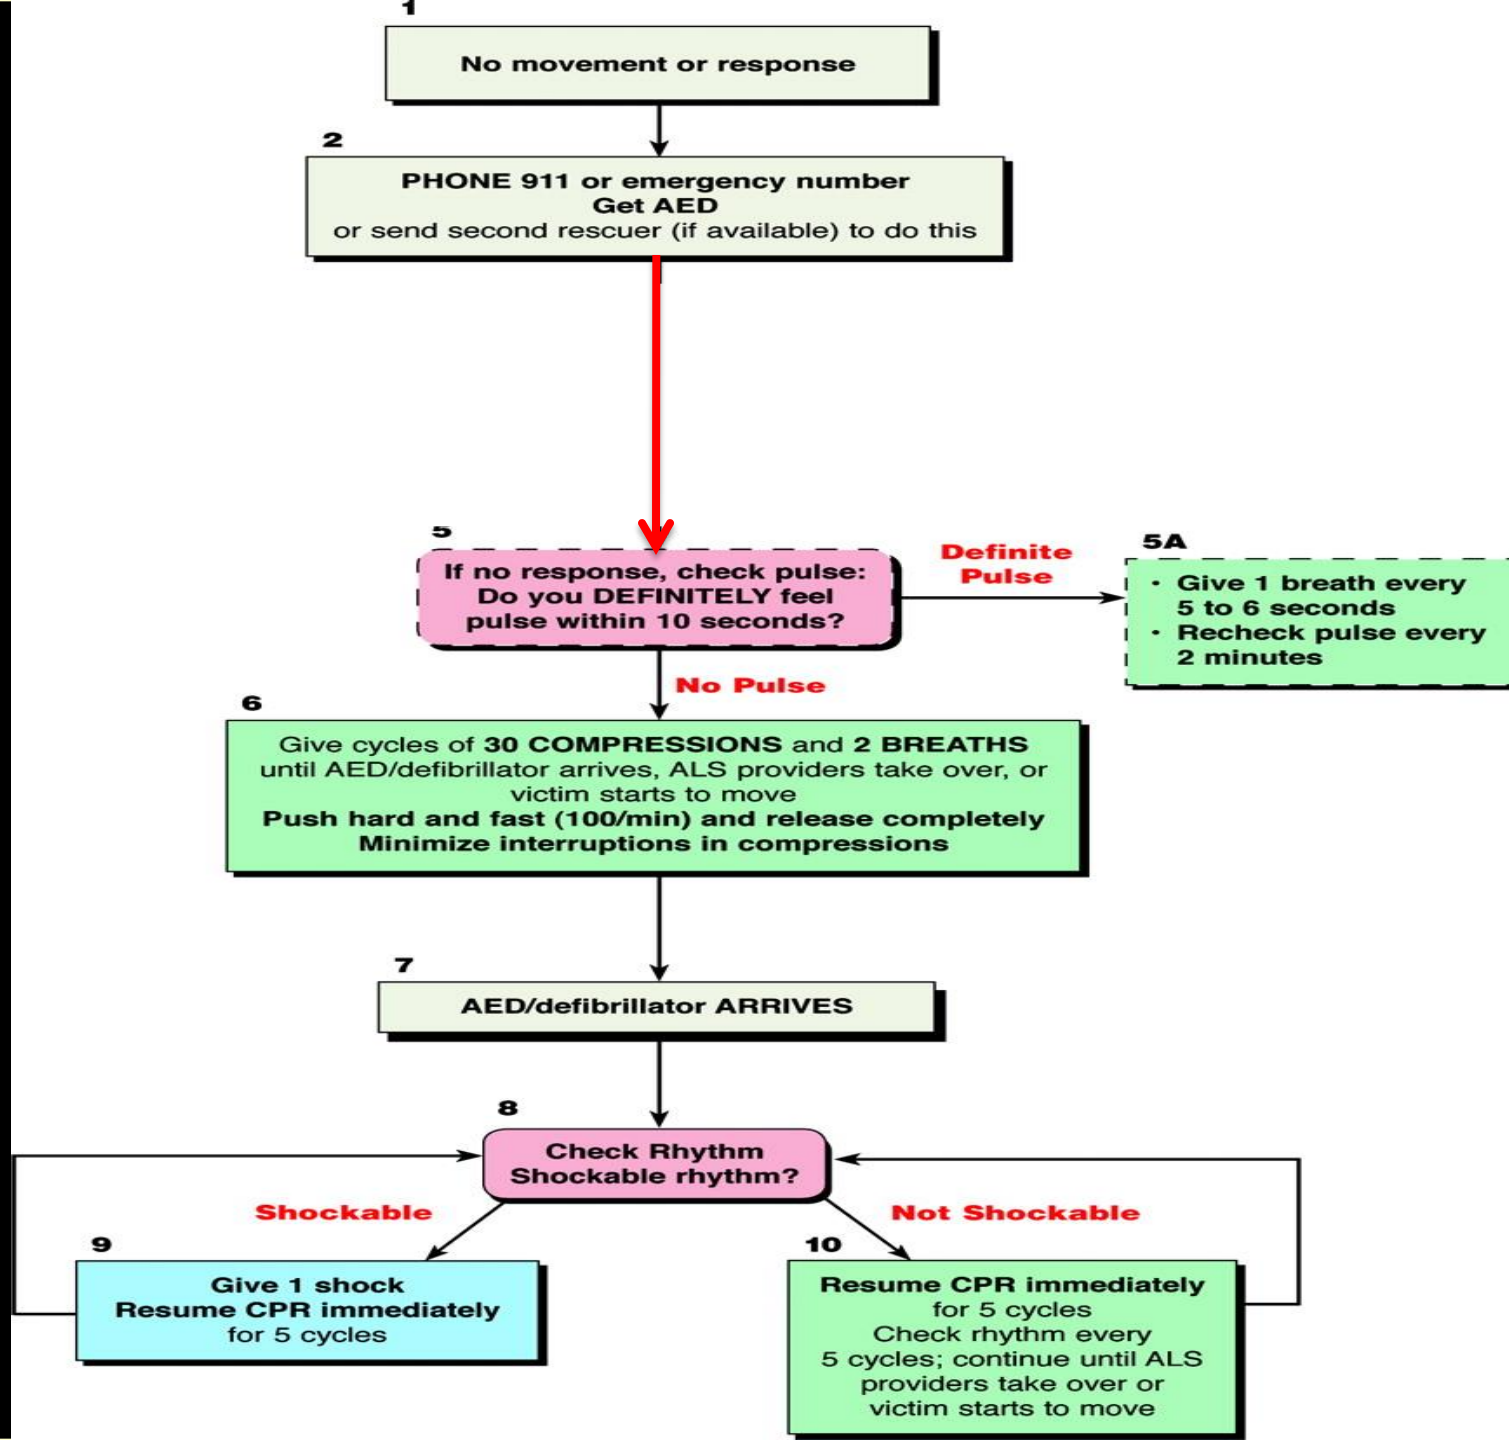 1
No movement or response
2
PHONE 911 or emergency number
Get AED
or send second rescuer (if available) to do this
5
If no response, check pulse:
Do you DEFINITELY feel
pulse within 10 seconds?
Definite
Pulse
5A
• Give 1 breath every
5 to 6 seconds
• Recheck pulse every
2 minutes
No Pulse
6
Give cycles of 30 COMPRESSIONS and 2 BREATHS
until AED/defibrillator arrives, ALS providers take over, or
victim starts to move
Push hard and fast (100/min) and release completely
Minimize interruptions in compressions
7
AED/defibrillator ARRIVES
8
Check Rhythm
Shockable rhythm?
Shockable
Not Shockable
9
Give 1 shock
Resume CPR immediately
for 5 cycles
10
Resume CPR immediately
for 5 cycles
Check rhythm every
5 cycles; continue until ALS
providers take over or
victim starts to move